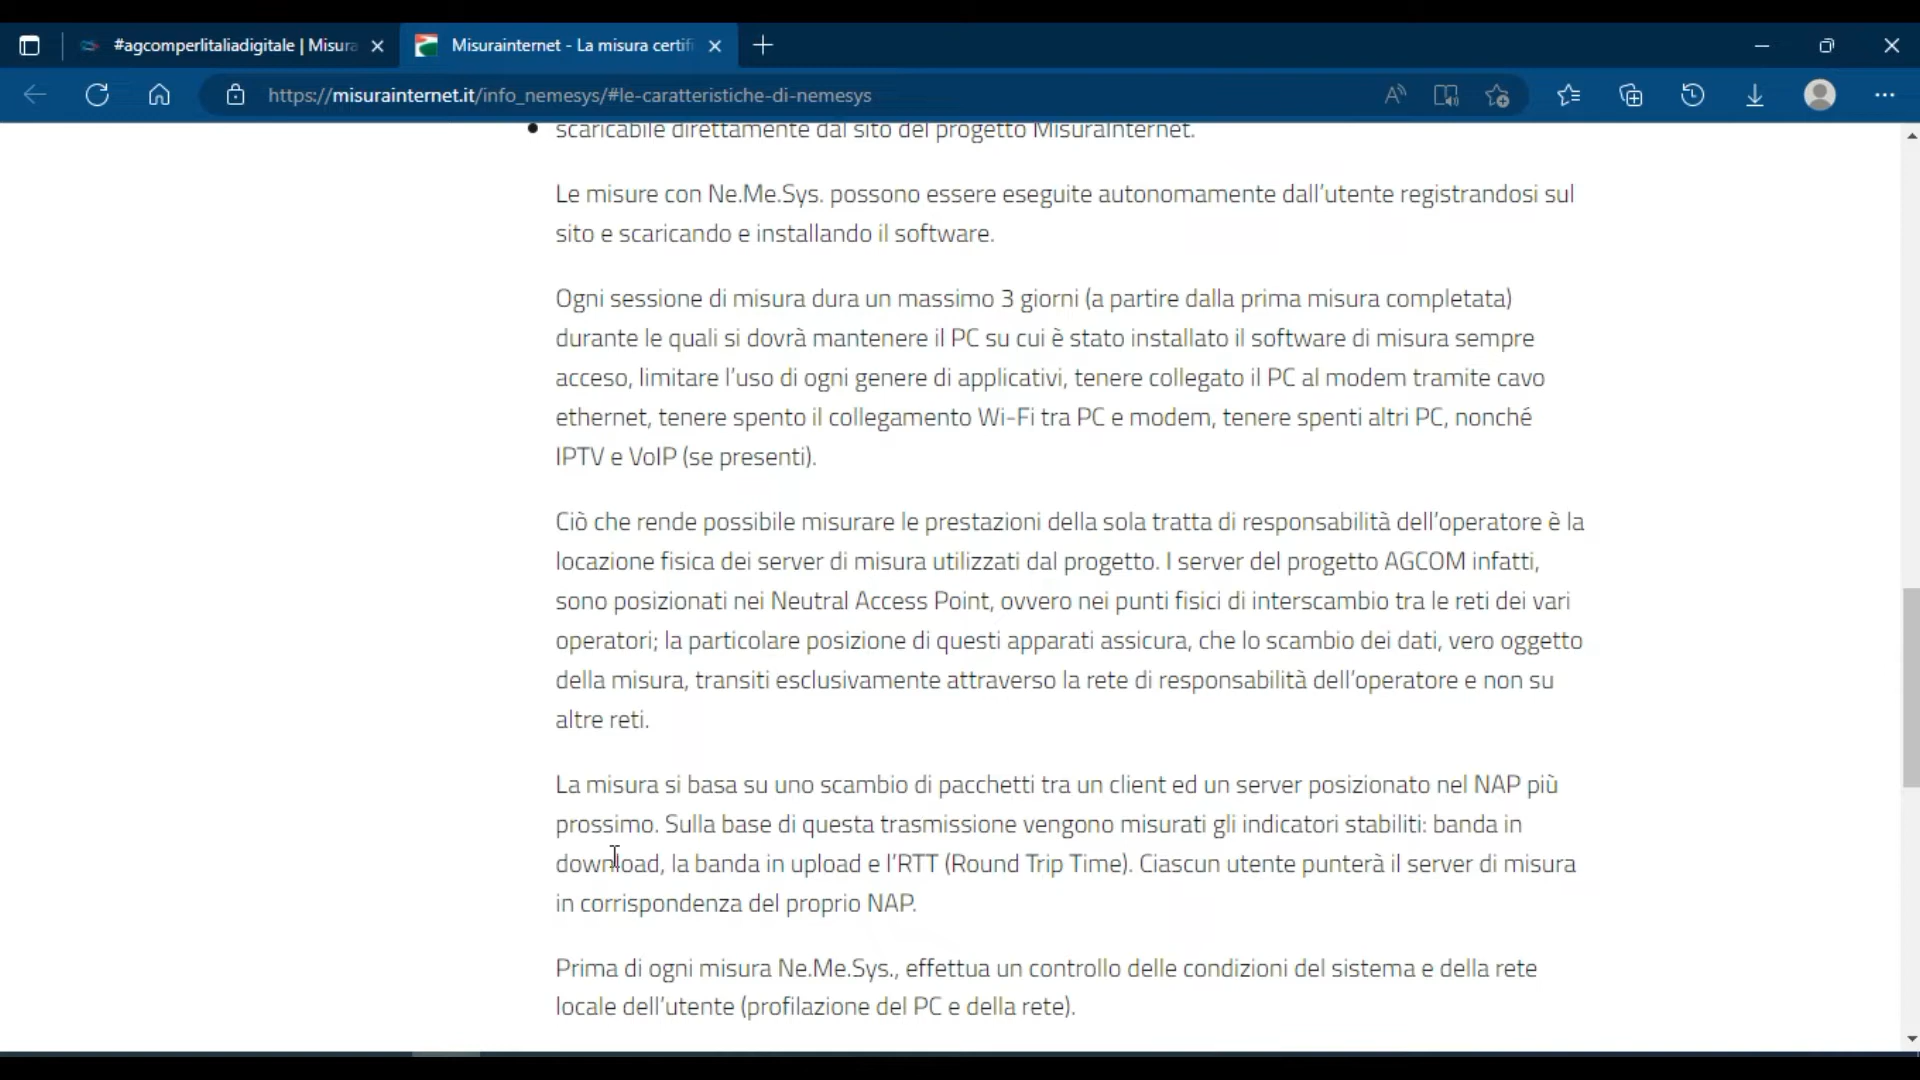 #agcomperlitaliadigitale | Misura
Misurainternet - La misura certifi
https://misurainternet.it/info_nemesys/#le-caratteristiche-di-nemesys
scaricabile direttamente dal sito del progetto MisuraInternet.
Le misure con Ne.Me.Sys. possono essere eseguite autonomamente dall'utente registrandosi sul
sito e scaricando e installando il software.
Ogni sessione di misura dura un massimo 3 giorni (a partire dalla prima misura completata)
durante le quali si dovrà mantenere il PC su cui è stato installato il software di misura sempre
acceso, limitare l'uso di ogni genere di applicativi, tenere collegato il PC al modem tramite cavo
ethernet, tenere spento il collegamento Wi-Fi tra PC e modem, tenere spenti altri PC, nonché
IPTV e VoIP (se presenti).
Ciò che rende possibile misurare le prestazioni della sola tratta di responsabilità dell'operatore è la
locazione fisica dei server di misura utilizzati dal progetto. I server del progetto AGCOM infatti,
sono posizionati nei Neutral Access Point, ovvero nei punti fisici di interscambio tra le reti dei vari
operatori; la particolare posizione di questi apparati assicura, che lo scambio dei dati, vero oggetto
della misura, transiti esclusivamente attraverso la rete di responsabilità dell'operatore e non su
altre reti.
La misura si basa su uno scambio di pacchetti tra un client ed un server posizionato nel NAP più
prossimo. Sulla base di questa trasmissione vengono misurati gli indicatori stabiliti: banda in
download, la banda in upload e l'RTT (Round Trip Time). Ciascun utente punterà il server di misura
in corrispondenza del proprio NAP.
Prima di ogni misura Ne.Me.Sys., effettua un controllo delle condizioni del sistema e della rete
locale dell'utente (profilazione del PC e della rete).